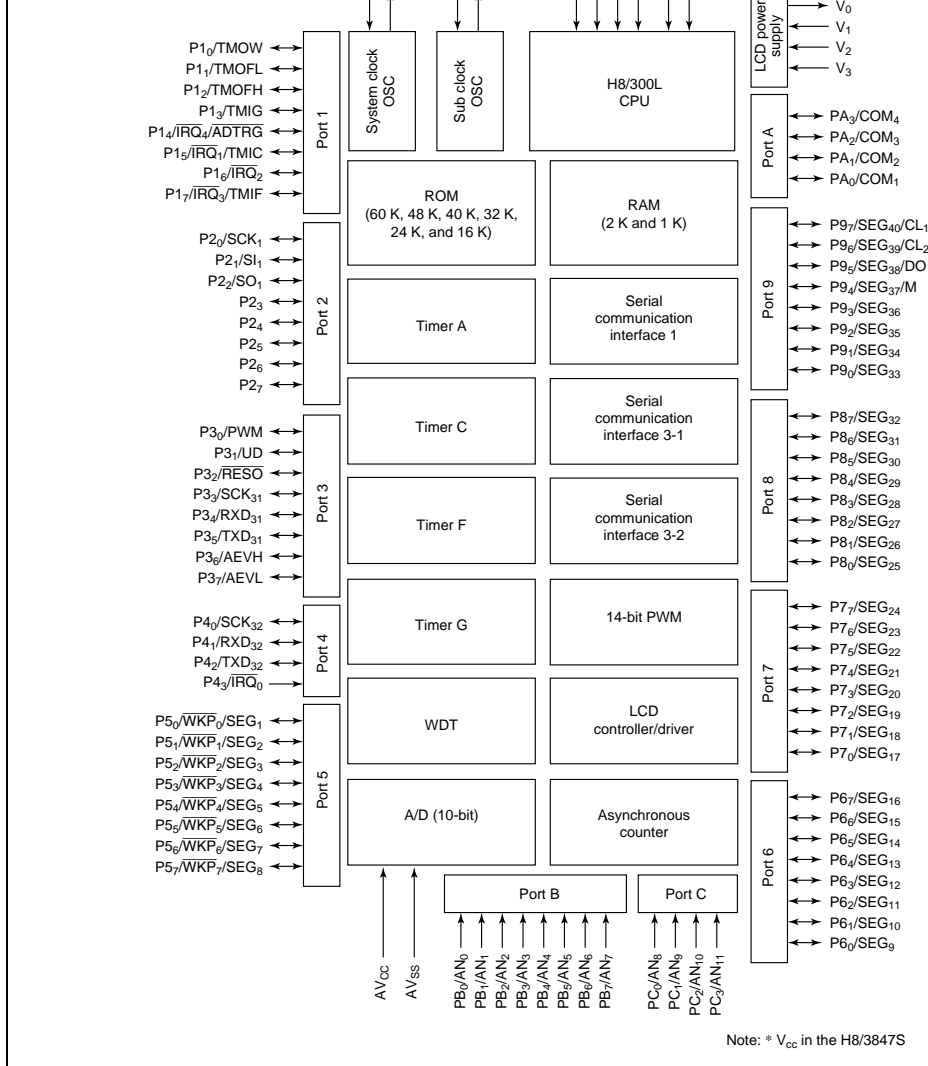 System clock
OSC
Sub clock
OSC
H8/300L
CPU
LCD power
supply
V0
V1
V2
V3
P10/TMOW
P11/TMOFL
P12/TMOFH
P13/TMIG
P14/IRQ4/ADTRG
P15/IRQ1/TMIC
P16/IRQ2
P17/IRQ3/TMIF
Port 1
P20/SCK1
P21/SI1
P22/SO1
P23
P24
P25
P26
P27
Port 2
P30/PWM
P31/UD
P32/RESO
P33/SCK31
P34/RXD31
P35/TXD31
P36/AEVH
P37/AEVL
Port 3
P40/SCK32
P41/RXD32
P42/TXD32
P43/IRQ0
Port 4
P50/WKP0/SEG1
P51/WKP1/SEG2
P52/WKP2/SEG3
P53/WKP3/SEG4
P54/WKP4/SEG5
P55/WKP5/SEG6
P56/WKP6/SEG7
P57/WKP7/SEG8
Port 5
ROM
(60 K, 48 K, 40 K, 32 K,
24 K, and 16 K)
RAM
(2 K and 1 K)
Timer A
Serial
communication
interface 1
Timer C
Serial
communication
interface 3-1
Timer F
Serial
communication
interface 3-2
Timer G
14-bit PWM
WDT
LCD
controller/driver
A/D (10-bit)
Asynchronous
counter
Port A
PA3/COM4
PA2/COM3
PA1/COM2
PA0/COM1
Port 9
P97/SEG40/CL1
P96/SEG39/CL2
P95/SEG38/DO
P94/SEG37/M
P93/SEG36
P92/SEG35
P91/SEG34
P90/SEG33
Port 8
P87/SEG32
P86/SEG31
P85/SEG30
P84/SEG29
P83/SEG28
P82/SEG27
P81/SEG26
P80/SEG25
Port 7
P77/SEG24
P76/SEG23
P75/SEG22
P74/SEG21
P73/SEG20
P72/SEG19
P71/SEG18
P70/SEG17
Port 6
P67/SEG16
P66/SEG15
P65/SEG14
P64/SEG13
P63/SEG12
P62/SEG11
P61/SEG10
P60/SEG9
Port B
Port C
AVCC
AVSS
PB0/AN0
PB1/AN1
PB2/AN2
PB3/AN3
PB4/AN4
PB5/AN5
PB6/AN6
PB7/AN7
PC0/AN8
PC1/AN9
PC2/AN10
PC3/AN11
Note: * Vcc in the H8/3847S